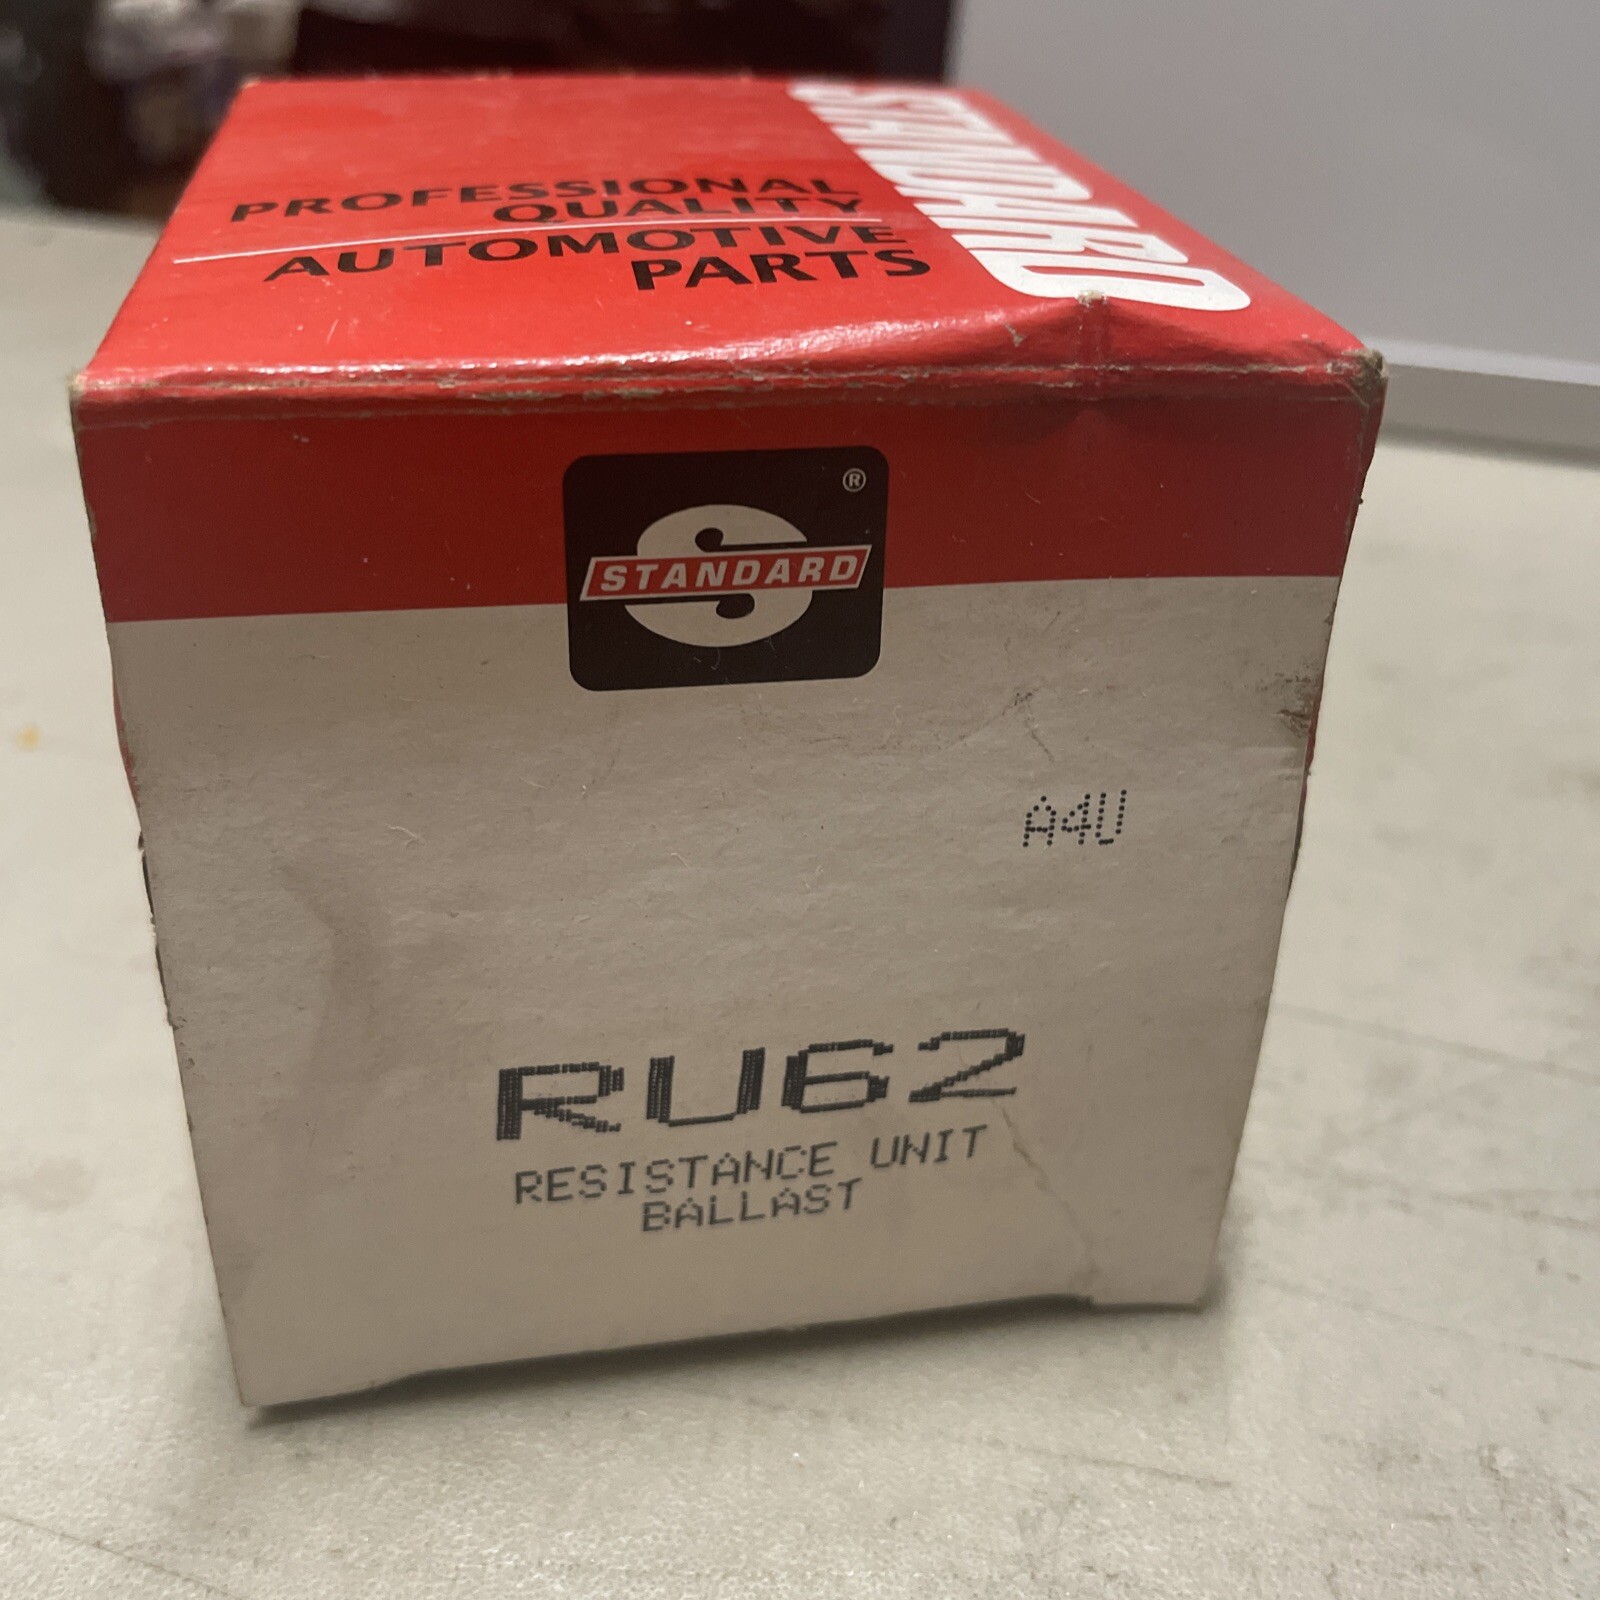 STANDARD
PROFESSIONAL
QUALITY
AUTOMOTIVE
PARTS
®
STANDARD
A4U
RU62
RESISTANCE UNIT
BALLAST